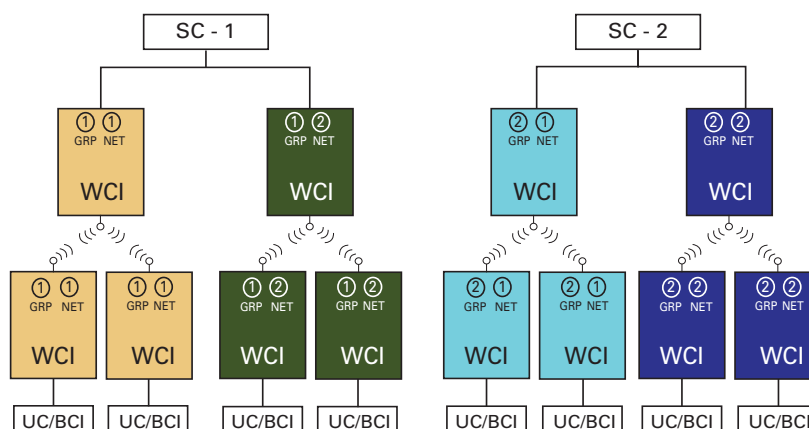 SC - 1
SC - 2
1 1
GRP NET
WCI
1 2
GRP NET
WCI
2 1
GRP NET
WCI
2 2
GRP NET
WCI
1 1
GRP NET
WCI
1 1
GRP NET
WCI
1 2
GRP NET
WCI
1 2
GRP NET
WCI
2 1
GRP NET
WCI
2 1
GRP NET
WCI
2 2
GRP NET
WCI
2 2
GRP NET
WCI
UC/BCI
UC/BCI
UC/BCI
UC/BCI
UC/BCI
UC/BCI
UC/BCI
UC/BCI